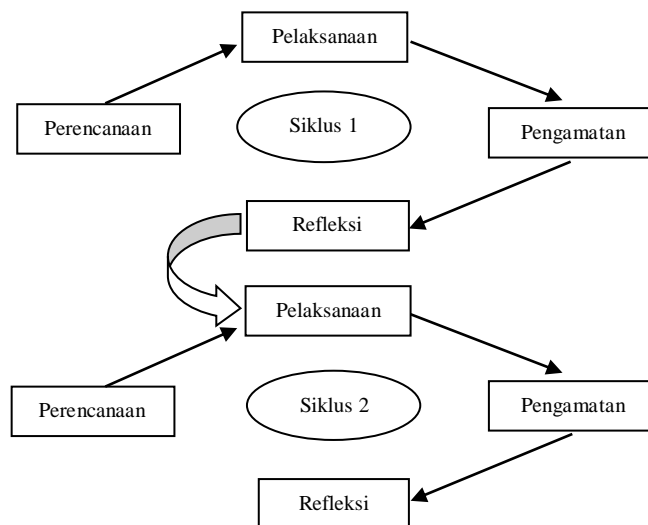 Pelaksanaan
Perencanaan
Siklus 1
Pengamatan
Refleksi
Pelaksanaan
Perencanaan
Siklus 2
Pengamatan
Refleksi